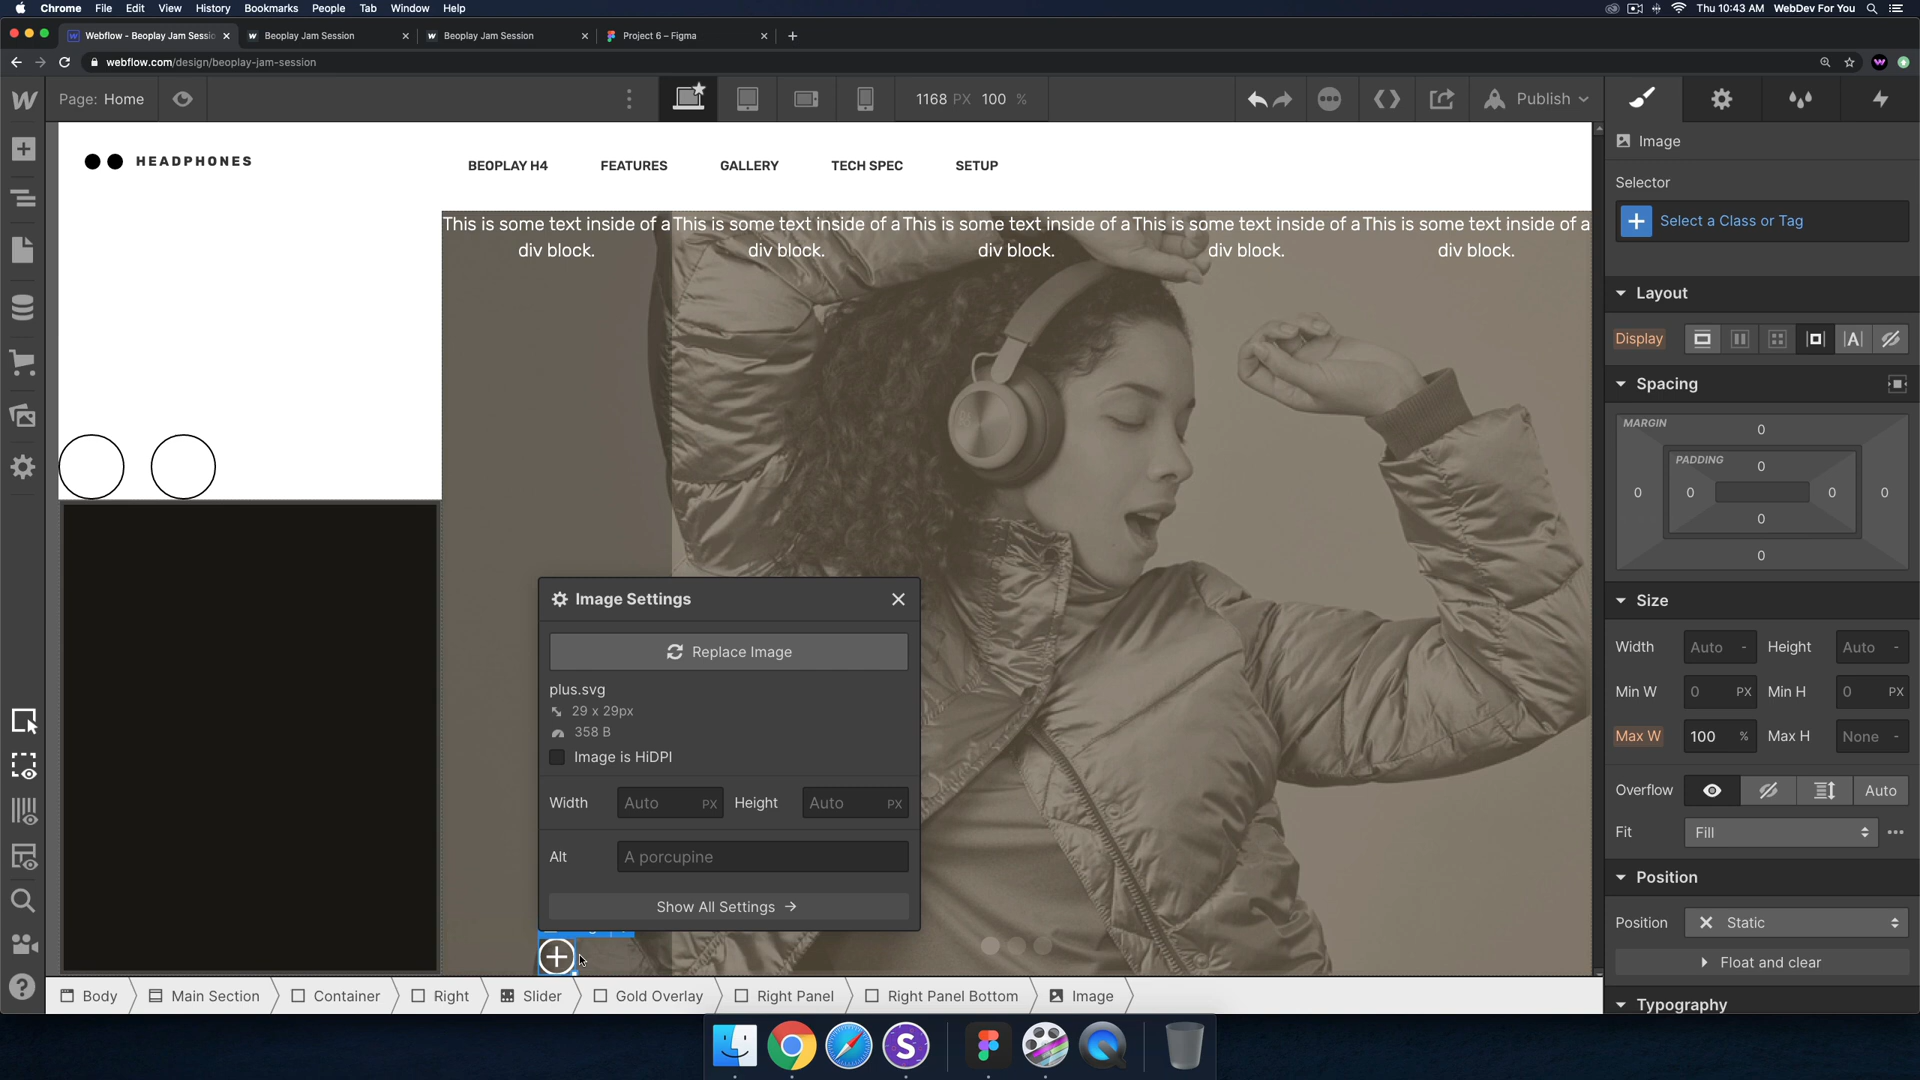 Chrome File Edit View History Bookmarks People Tab Window Help
Thu 10:43 AM WebDev For You
Webflow - Beoplay Jam Sessio
Beoplay Jam Session
Beoplay Jam Session
Project 6 – Figma
webflow.com/design/beoplay-jam-session
Page: Home
1168 PX 100 %
Publish
HEADPHONES
BEOPLAY H4 FEATURES GALLERY TECH SPEC SETUP
This is some text inside of a
div block.
This is some text inside of a
div block.
This is some text inside of a
div block.
This is some text inside of a
div block.
This is some text inside of a
div block.
Image Settings
Replace Image
plus.svg
29 x 29px
358 B
Image is HiDPI
Width Auto PX Height Auto PX
Alt A porcupine
Show All Settings
Image
Selector
Select a Class or Tag
Layout
Display
Spacing
MARGIN
0
PADDING
0
0 0 0 0
0
0
Size
Width Auto - Height Auto -
Min W 0 PX Min H 0 PX
Max W 100 % Max H None -
Overflow Auto
Fit Fill
Position
Position Static
Float and clear
Typography
Body Main Section Container Right Slider Gold Overlay Right Panel Right Panel Bottom Image